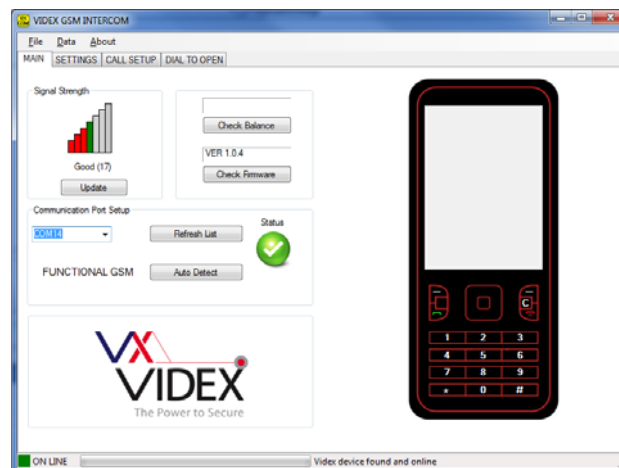 VIDEX GSM INTERCOM
File Data About
MAIN SETTINGS CALL SETUP DIAL TO OPEN
Signal Strength
Good (17)
Update
Check Balance
VER 1.0.4
Check Firmware
Communication Port Setup
COM14
Refresh List
Status
FUNCTIONAL GSM
Auto Detect
VX
VIDEX
The Power to Secure
C
1 2 3
4 5 6
7 8 9
* 0 #
ON LINE
Videx device found and online